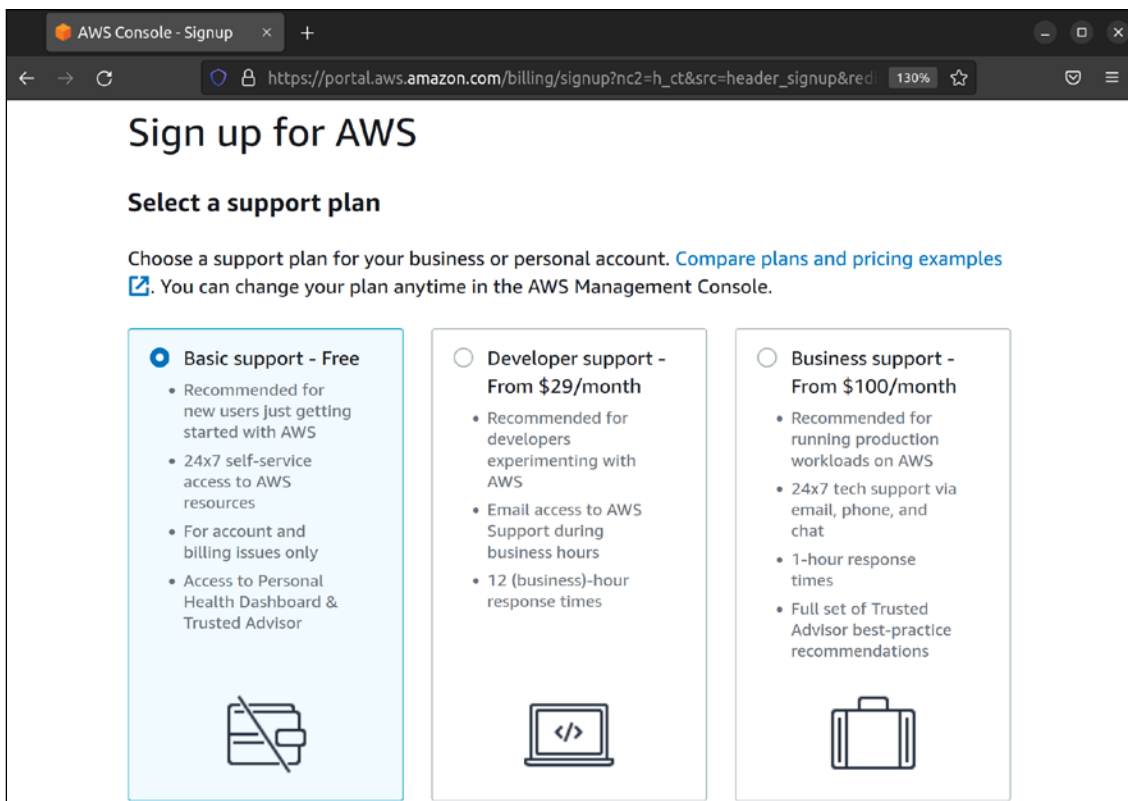 AWS Console - Signup
https://portal.aws.amazon.com/billing/signup?nc2=h_ct&src=header_signup&redi
130%
Sign up for AWS
Select a support plan
Choose a support plan for your business or personal account. Compare plans and pricing examples
. You can change your plan anytime in the AWS Management Console.
Basic support - Free
• Recommended for
new users just getting
started with AWS
• 24x7 self-service
access to AWS
resources
• For account and
billing issues only
• Access to Personal
Health Dashboard &
Trusted Advisor
Developer support -
From $29/month
• Recommended for
developers
experimenting with
AWS
• Email access to AWS
Support during
business hours
• 12 (business)-hour
response times
</>
Business support -
From $100/month
• Recommended for
running production
workloads on AWS
• 24x7 tech support via
email, phone, and
chat
• 1-hour response
times
• Full set of Trusted
Advisor best-practice
recommendations